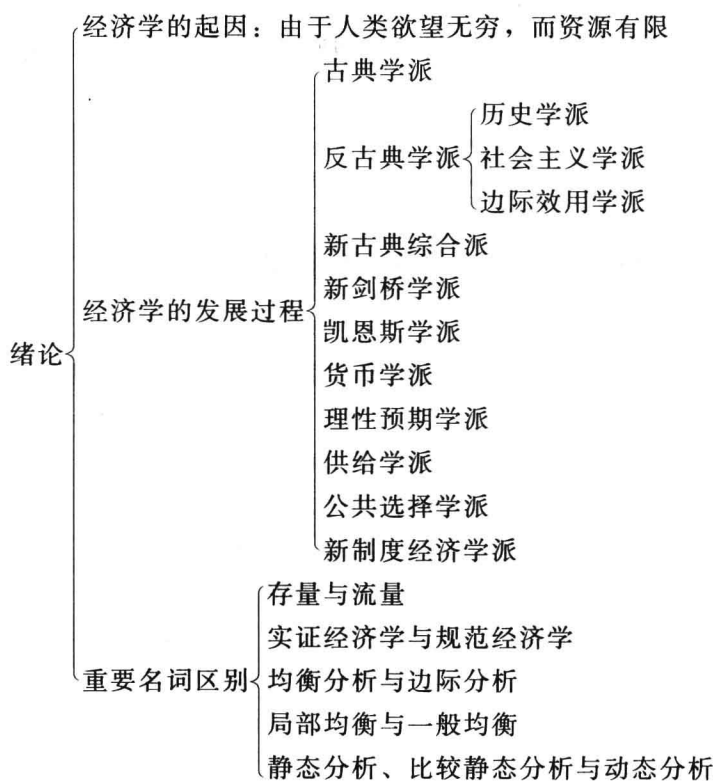 经济学的起因：由于人类欲望无穷，而资源有限
古典学派
历史学派
反古典学派
社会主义学派
边际效用学派
新古典综合派
新剑桥学派
经济学的发展过程
凯恩斯学派
绪论
货币学派
理性预期学派
供给学派
公共选择学派
新制度经济学派
存量与流量
实证经济学与规范经济学
重要名词区别
均衡分析与边际分析
局部均衡与一般均衡
静态分析、比较静态分析与动态分析